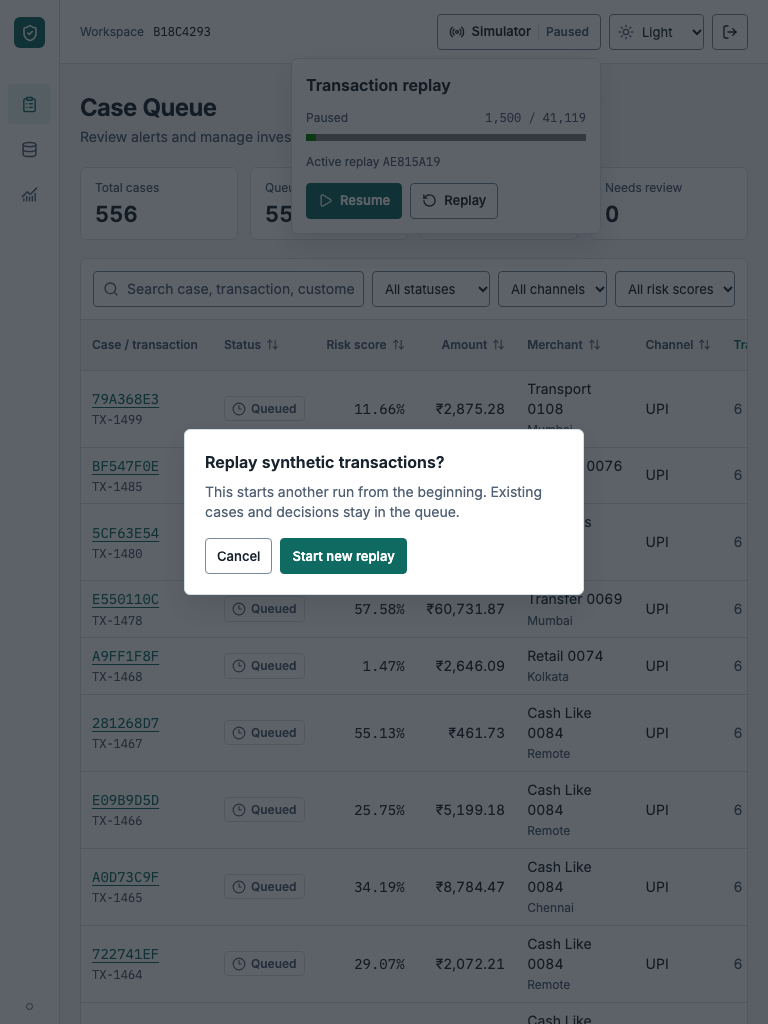 Workspace B18C4293
Simulator Paused
Light
Transaction replay
Paused 1,500 / 41,119
Active replay AE815A19
Resume Replay
Case Queue
Review alerts and manage
Total cases
556
Needs review
0
Search case, transaction, custome
All statuses All channels All risk scores
Case / transaction Status Risk score Amount Merchant Channel
79A368E3
TX-1499
Queued 11.66% ₹2,875.28
Transport
0108
UPI 6
BF547F0E
TX-1485
0076
UPI 6
5CF63E54
TX-1480
UPI 6
Replay synthetic transactions?
This starts another run from the beginning. Existing
cases and decisions stay in the queue.
Cancel Start new replay
E550110C
TX-1478
Queued 57.58% ₹60,731.87
Transfer 0069
Mumbai
UPI 6
A9FF1F8F
TX-1468
Queued 1.47% ₹2,646.09
Retail 0074
Kolkata
UPI 6
281268D7
TX-1467
Queued 55.13% ₹461.73
Cash Like
0084
Remote
UPI 6
E09B9D5D
TX-1466
Queued 25.75% ₹5,199.18
Cash Like
0084
Remote
UPI 6
A0D73C9F
TX-1465
Queued 34.19% ₹8,784.47
Cash Like
0084
Chennai
UPI 6
722741EF
TX-1464
Queued 29.07% ₹2,072.21
Cash Like
0084
Remote
UPI 6
Cash Like